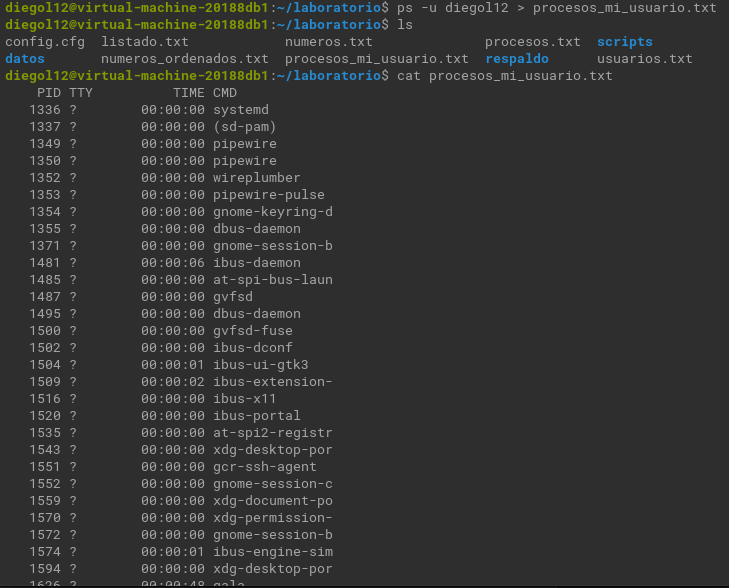 diegol12@virtual-machine-20188db1:~/laboratorio$ ps -u diegol12 > procesos_mi_usuario.txt
diegol12@virtual-machine-20188db1:~/laboratorio$ ls
config.cfg  listado.txt            numeros.txt              procesos.txt  scripts
datos       numeros_ordenados.txt  procesos_mi_usuario.txt  respaldo      usuarios.txt
diegol12@virtual-machine-20188db1:~/laboratorio$ cat procesos_mi_usuario.txt
    PID TTY          TIME CMD
   1336 ?        00:00:00 systemd
   1337 ?        00:00:00 (sd-pam)
   1349 ?        00:00:00 pipewire
   1350 ?        00:00:00 pipewire
   1352 ?        00:00:00 wireplumber
   1353 ?        00:00:00 pipewire-pulse
   1354 ?        00:00:00 gnome-keyring-d
   1355 ?        00:00:00 dbus-daemon
   1371 ?        00:00:00 gnome-session-b
   1481 ?        00:00:06 ibus-daemon
   1485 ?        00:00:00 at-spi-bus-laun
   1487 ?        00:00:00 gvfsd
   1495 ?        00:00:00 dbus-daemon
   1500 ?        00:00:00 gvfsd-fuse
   1502 ?        00:00:00 ibus-dconf
   1504 ?        00:00:01 ibus-ui-gtk3
   1509 ?        00:00:02 ibus-extension-
   1516 ?        00:00:00 ibus-x11
   1520 ?        00:00:00 ibus-portal
   1535 ?        00:00:00 at-spi2-registr
   1543 ?        00:00:00 xdg-desktop-por
   1551 ?        00:00:00 gcr-ssh-agent
   1552 ?        00:00:00 gnome-session-c
   1559 ?        00:00:00 xdg-document-po
   1570 ?        00:00:00 xdg-permission-
   1572 ?        00:00:00 gnome-session-b
   1574 ?        00:00:01 ibus-engine-sim
   1594 ?        00:00:00 xdg-desktop-por
   1626 ?        00:00:48 gala